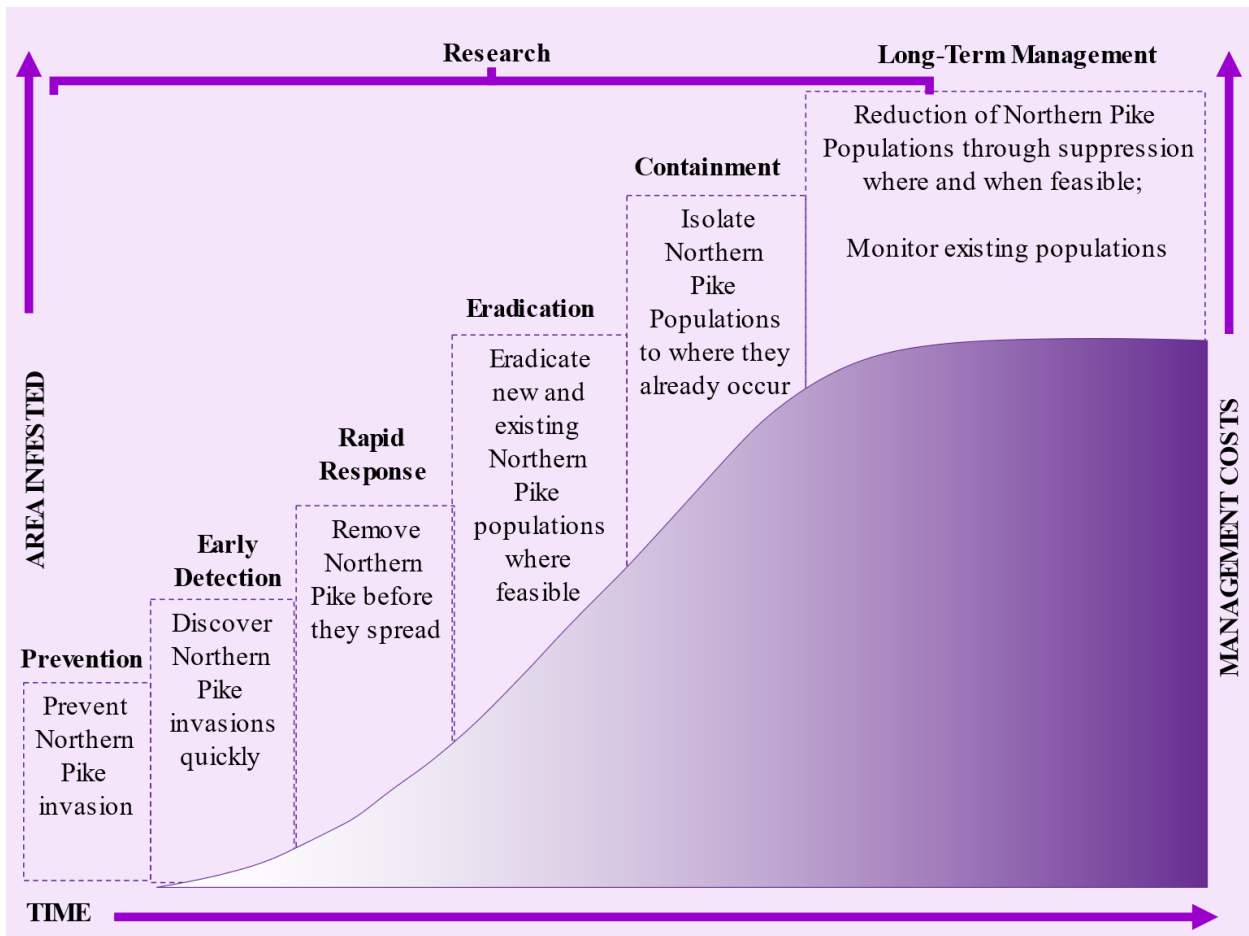 Research
Long-Term Management
Reduction of Northern Pike
Populations through suppression
where and when feasible;
Monitor existing populations
Containment
Isolate
Northern
Pike
Populations
to where they
already occur
Eradication
Eradicate
new and
existing
Northern
Pike
populations
where
feasible
Rapid
Response
Remove
Northern
Pike before
they spread
Early
Detection
Discover
Northern
Pike
invasions
quickly
Prevention
Prevent
Northern
Pike
invasion
AREA INFESTED
MANAGEMENT COSTS
TIME